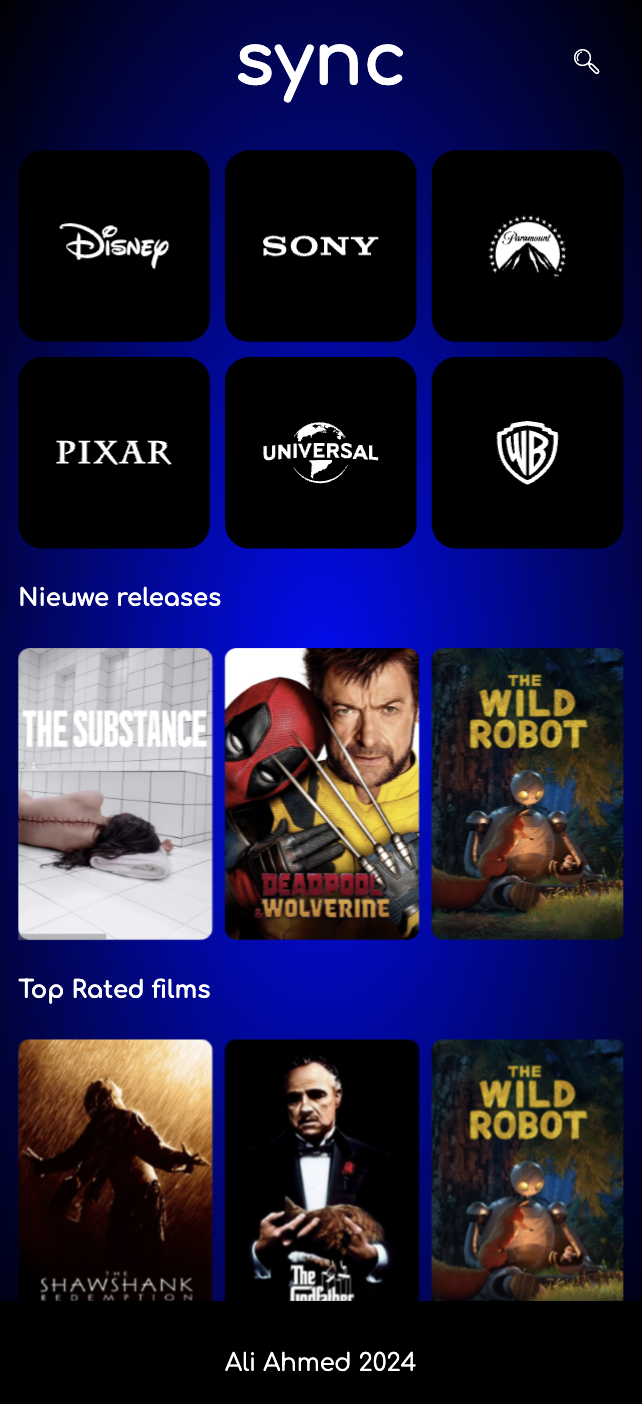 sync
Disney
SONY
Paramount
PIXAR
UNIVERSAL
WB
Nieuwe releases
THE SUBSTANCE
DEADPOOL
& WOLVERINE
THE
WILD
ROBOT
Top Rated films
THE
SHAWSHANK
REDEMPTION
The
Godfather
THE
WILD
ROBOT
Ali Ahmed 2024